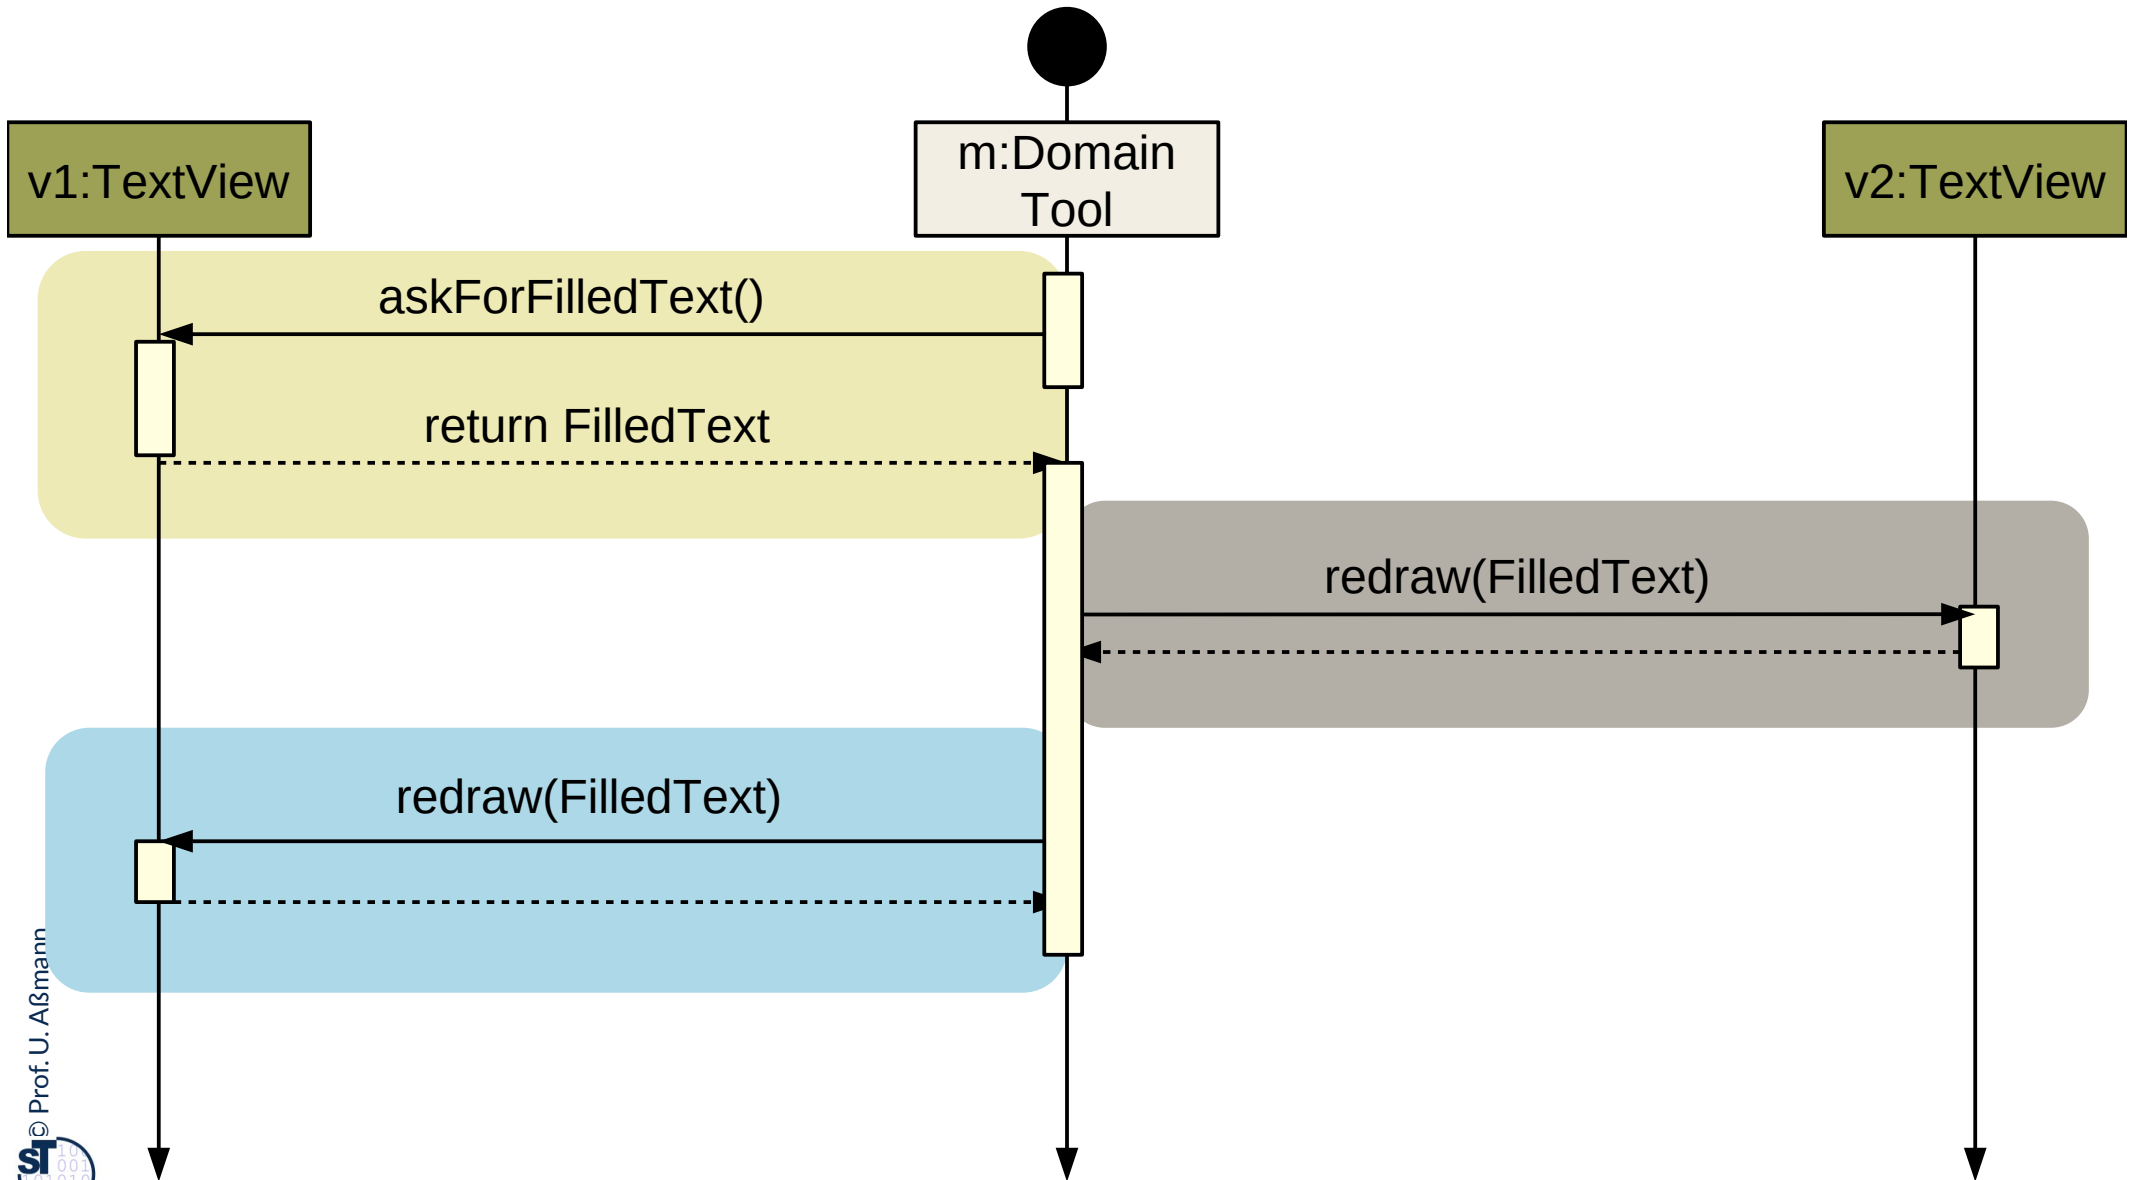 v1:TextView
m:Domain
Tool
v2:TextView
askForFilledText()
return FilledText
redraw(FilledText)
redraw(FilledText)
© Prof. U. Aßmann
ST